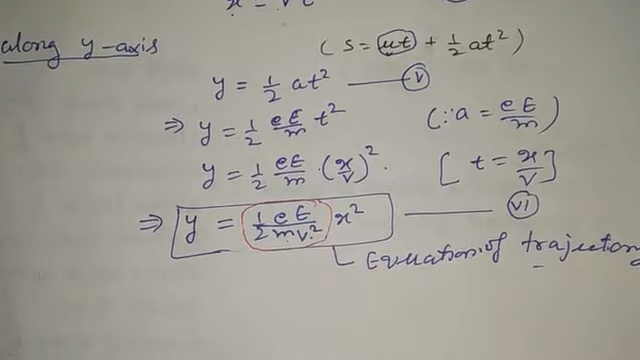 x = vt
along y-axis (s = ut + 1/2 at²)
y = 1/2 at² —— (v)
⇒ y = 1/2 eE/m t² (∵ a = eE/m)
y = 1/2 eE/m · (x/v)². [t = x/v]
⇒ y = 1/2 eE/mv² x² —— (vi)
Equation of trajectory